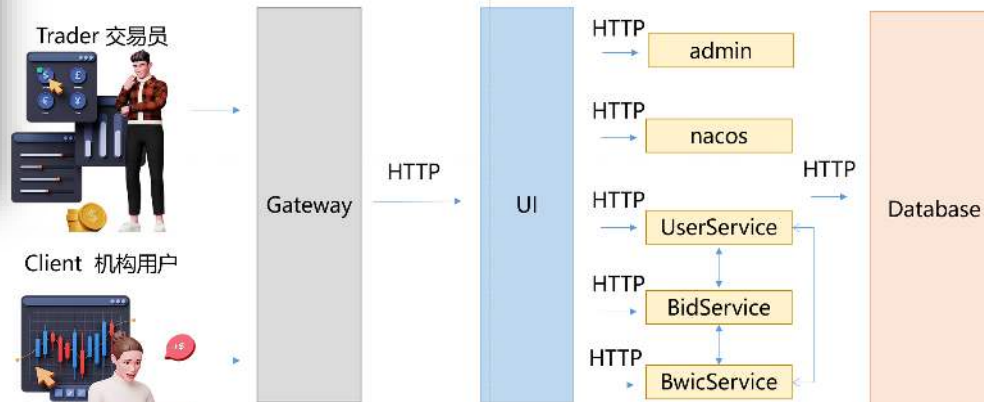 Trader 交易员
Client 机构用户
Gateway
HTTP
UI
HTTP
admin
HTTP
nacos
HTTP
UserService
HTTP
BidService
HTTP
BwicService
HTTP
Database